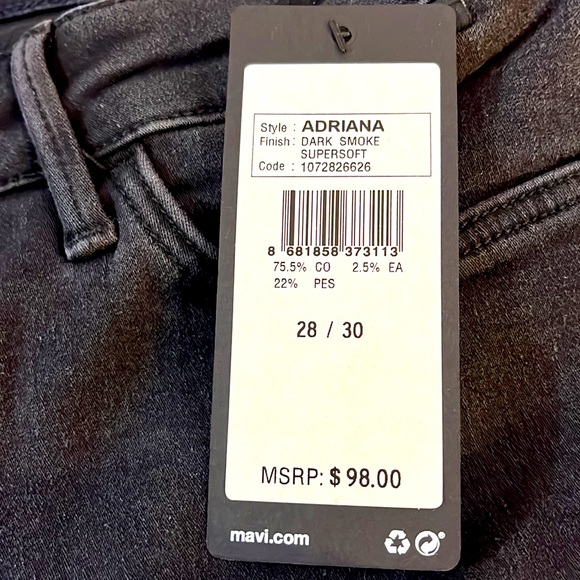 Style : ADRIANA
Finish: DARK SMOKE
SUPERSOFT
Code : 1072826626
8 681858 373113
75.5% CO 2.5% EA
22% PES
28 / 30
MSRP: $ 98.00
mavi.com